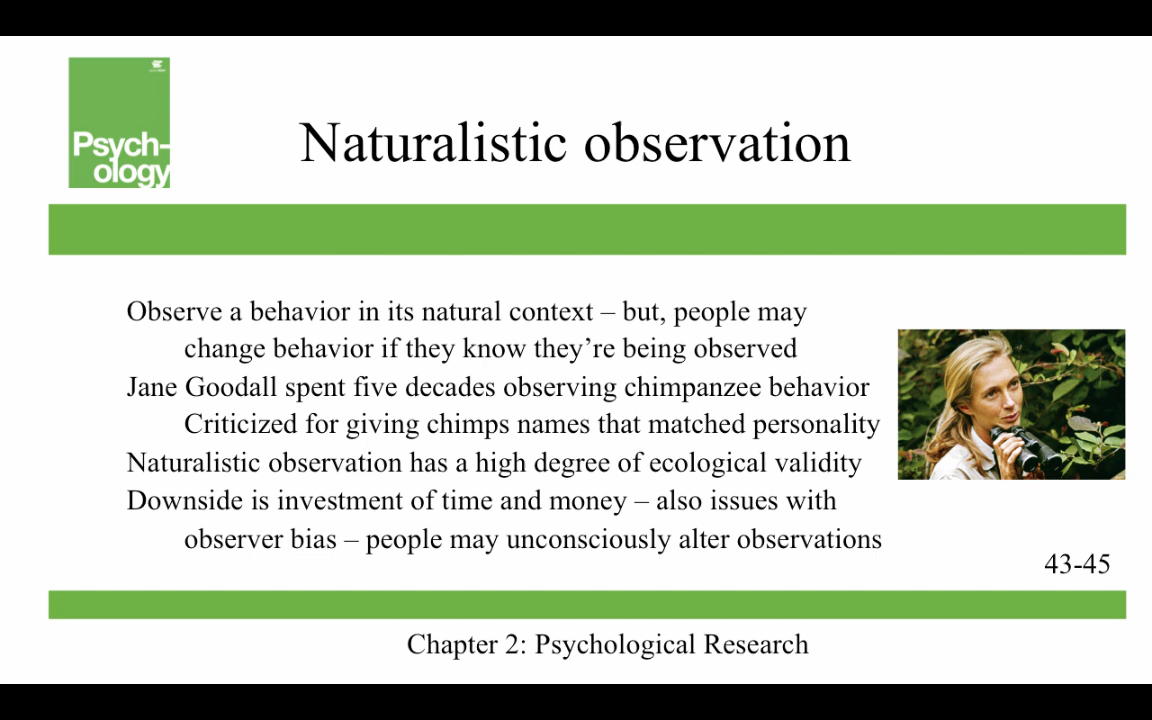 Psych-
ology
Naturalistic observation
Observe a behavior in its natural context – but, people may
change behavior if they know they’re being observed
Jane Goodall spent five decades observing chimpanzee behavior
Criticized for giving chimps names that matched personality
Naturalistic observation has a high degree of ecological validity
Downside is investment of time and money – also issues with
observer bias – people may unconsciously alter observations
43-45
Chapter 2: Psychological Research